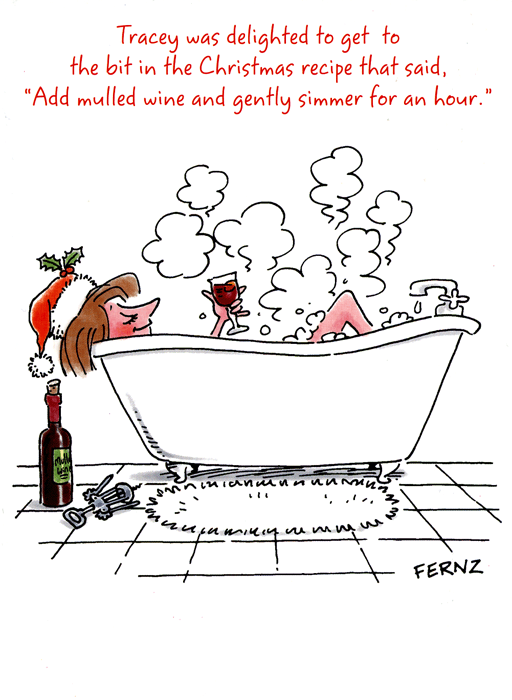 Tracey was delighted to get to
the bit in the Christmas recipe that said,
“Add mulled wine and gently simmer for an hour.”
Mulled
Wine
FERNZ